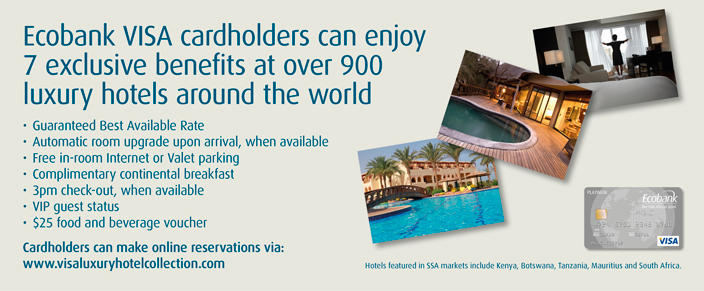 Ecobank VISA cardholders can enjoy
7 exclusive benefits at over 900
luxury hotels around the world
• Guaranteed Best Available Rate
• Automatic room upgrade upon arrival, when available
• Free in-room Internet or Valet parking
• Complimentary continental breakfast
• 3pm check-out, when available
• VIP guest status
• $25 food and beverage voucher
Cardholders can make online reservations via:
www.visaluxuryhotelcollection.com
PLATINUM
Ecobank
VISA
Hotels featured in SSA markets include Kenya, Botswana, Tanzania, Mauritius and South Africa.